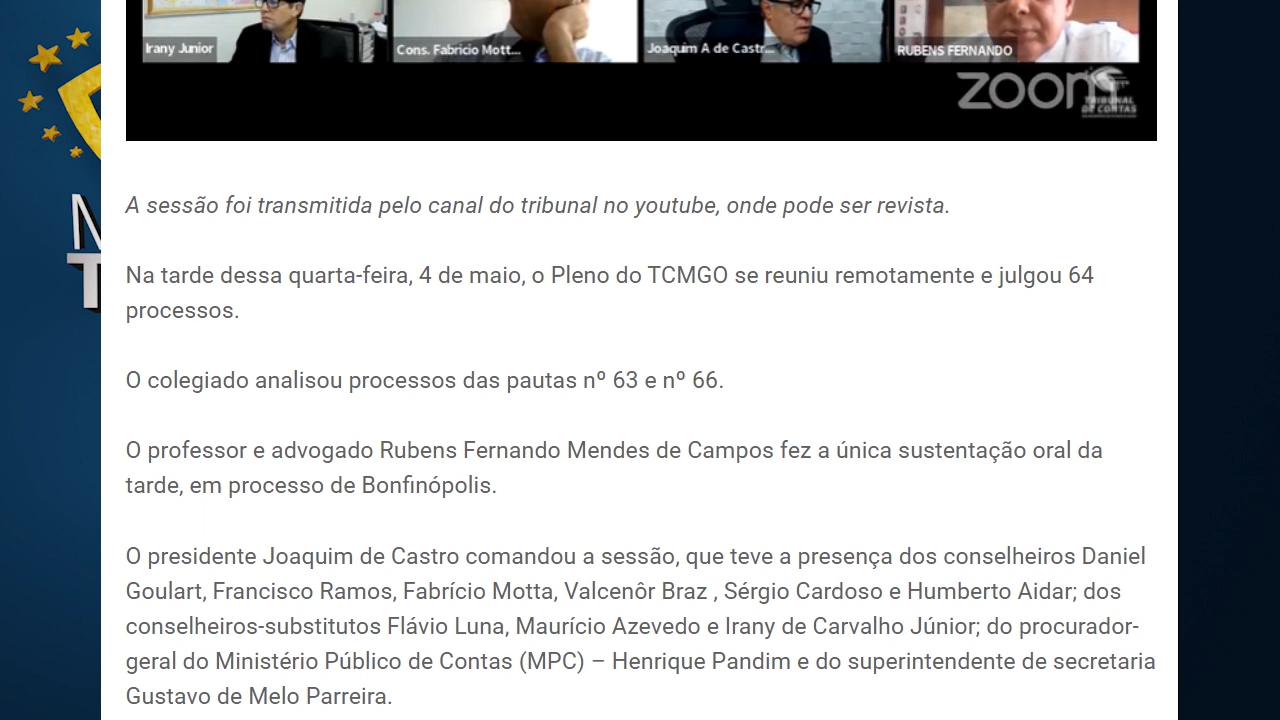 Irany Junior
Cons. Fabricio Mott...
Joaquim A de Castr...
RUBENS FERNANDO
zoom
TRIBUNAL
DE CONTAS
A sessão foi transmitida pelo canal do tribunal no youtube, onde pode ser revista.
Na tarde dessa quarta-feira, 4 de maio, o Pleno do TCMGO se reuniu remotamente e julgou 64
processos.
O colegiado analisou processos das pautas nº 63 e nº 66.
O professor e advogado Rubens Fernando Mendes de Campos fez a única sustentação oral da
tarde, em processo de Bonfinópolis.
O presidente Joaquim de Castro comandou a sessão, que teve a presença dos conselheiros Daniel
Goulart, Francisco Ramos, Fabrício Motta, Valcenôr Braz , Sérgio Cardoso e Humberto Aidar; dos
conselheiros-substitutos Flávio Luna, Maurício Azevedo e Irany de Carvalho Júnior; do procurador-
geral do Ministério Público de Contas (MPC) – Henrique Pandim e do superintendente de secretaria
Gustavo de Melo Parreira.